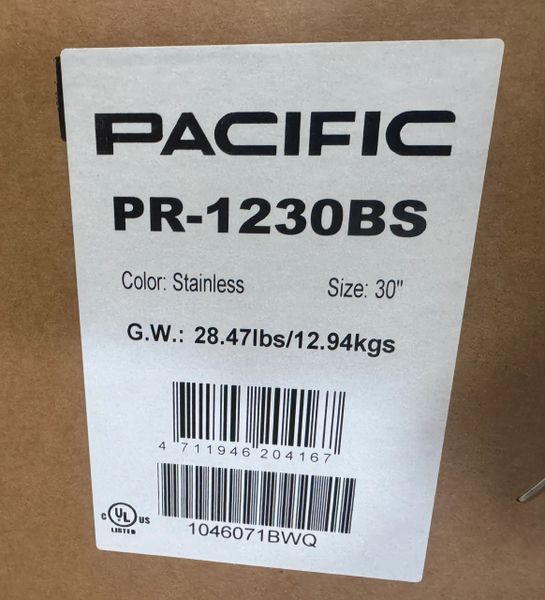 PACIFIC
PR-1230BS
Color: Stainless Size: 30"
G.W.: 28.47lbs/12.94kgs
4 711946 204167
C UL US
LISTED
1046071BWQ